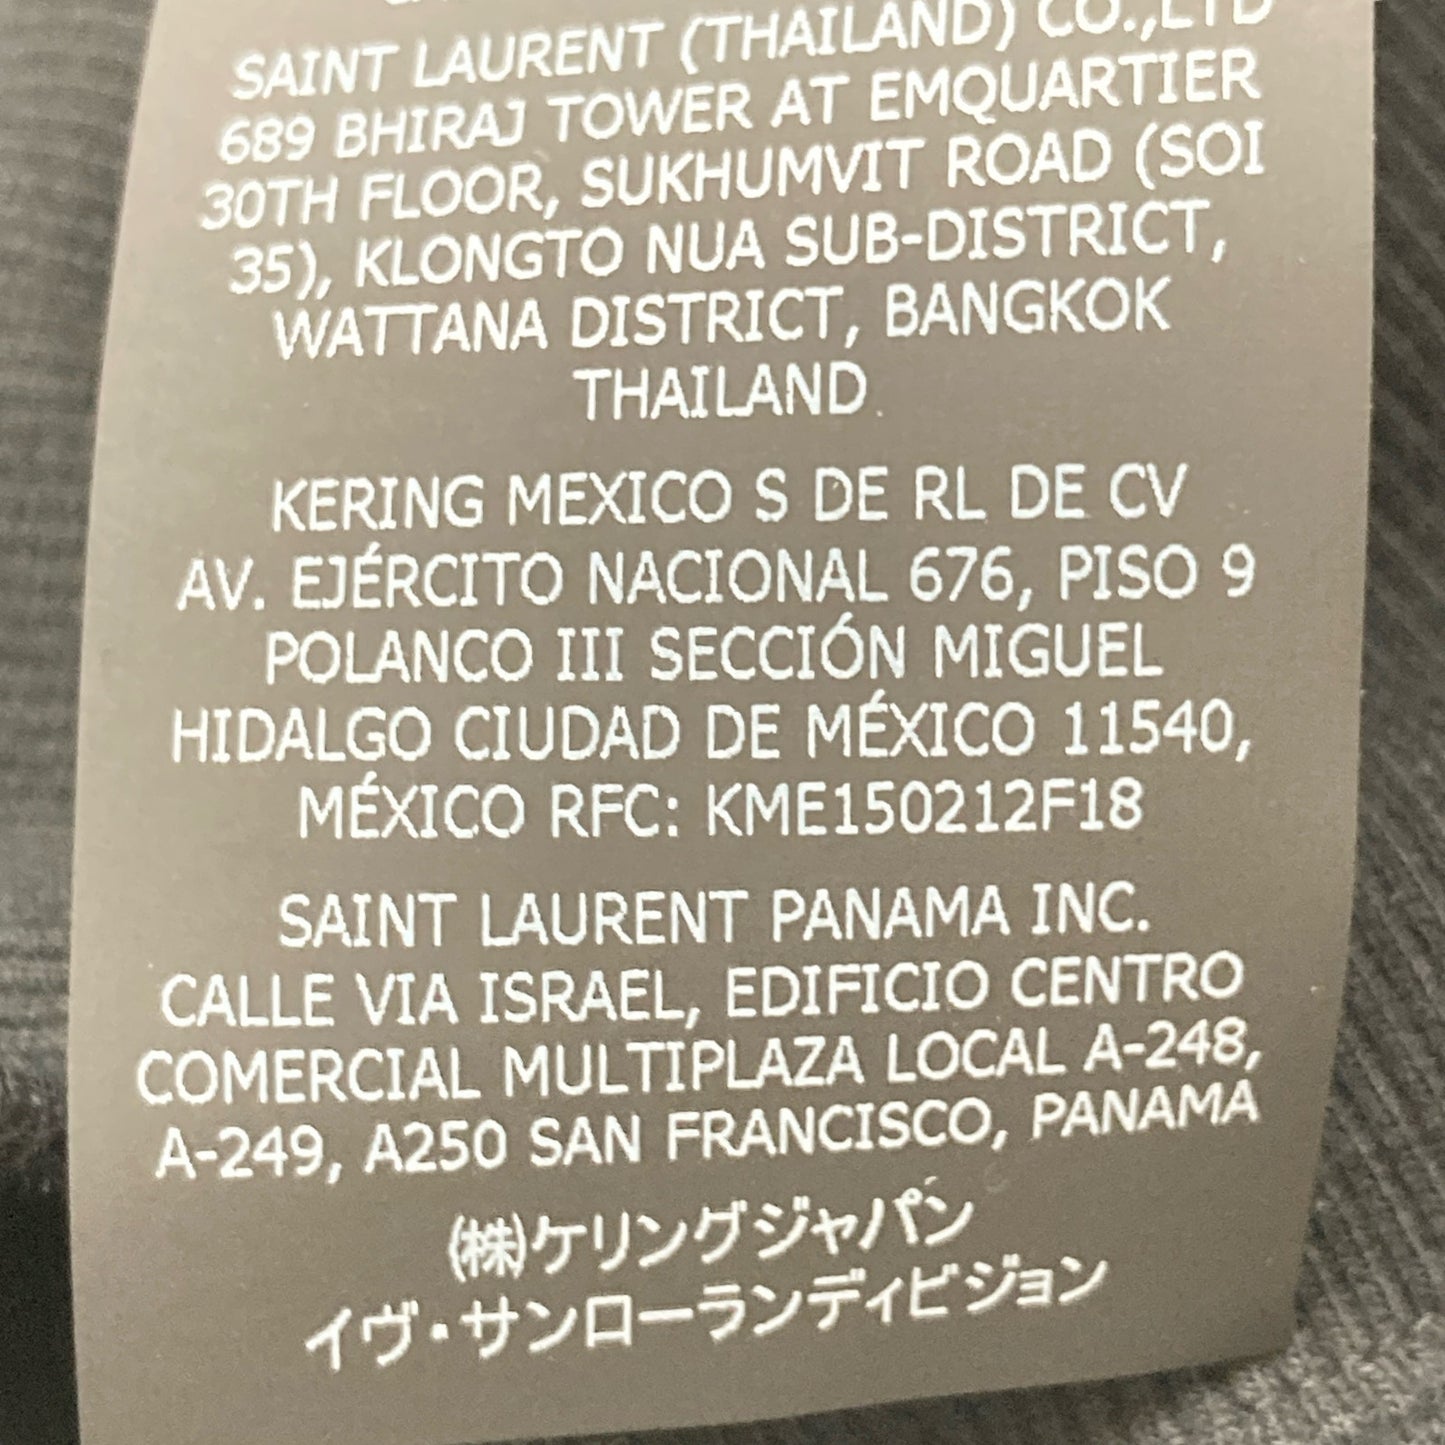 SAINT LAURENT (THAILAND) CO.,LTD
689 BHIRAJ TOWER AT EMQUARTIER
30TH FLOOR, SUKHUMVIT ROAD (SOI
35), KLONGTO NUA SUB-DISTRICT,
WATTANA DISTRICT, BANGKOK
THAILAND
KERING MEXICO S DE RL DE CV
AV. EJÉRCITO NACIONAL 676, PISO 9
POLANCO III SECCIÓN MIGUEL
HIDALGO CIUDAD DE MÉXICO 11540,
MÉXICO RFC: KME150212F18
SAINT LAURENT PANAMA INC.
CALLE VIA ISRAEL, EDIFICIO CENTRO
COMERCIAL MULTIPLAZA LOCAL A-248,
A-249, A250 SAN FRANCISCO, PANAMA
(株)ケリングジャパン
イヴ・サンローランディビジョン